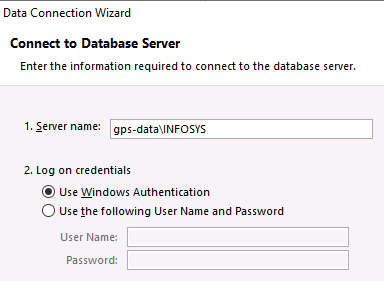 Data Connection Wizard
Connect to Database Server
Enter the information required to connect to the database server.
1. Server name: gps-data\INFOSYS
2. Log on credentials
Use Windows Authentication
Use the following User Name and Password
User Name:
Password: